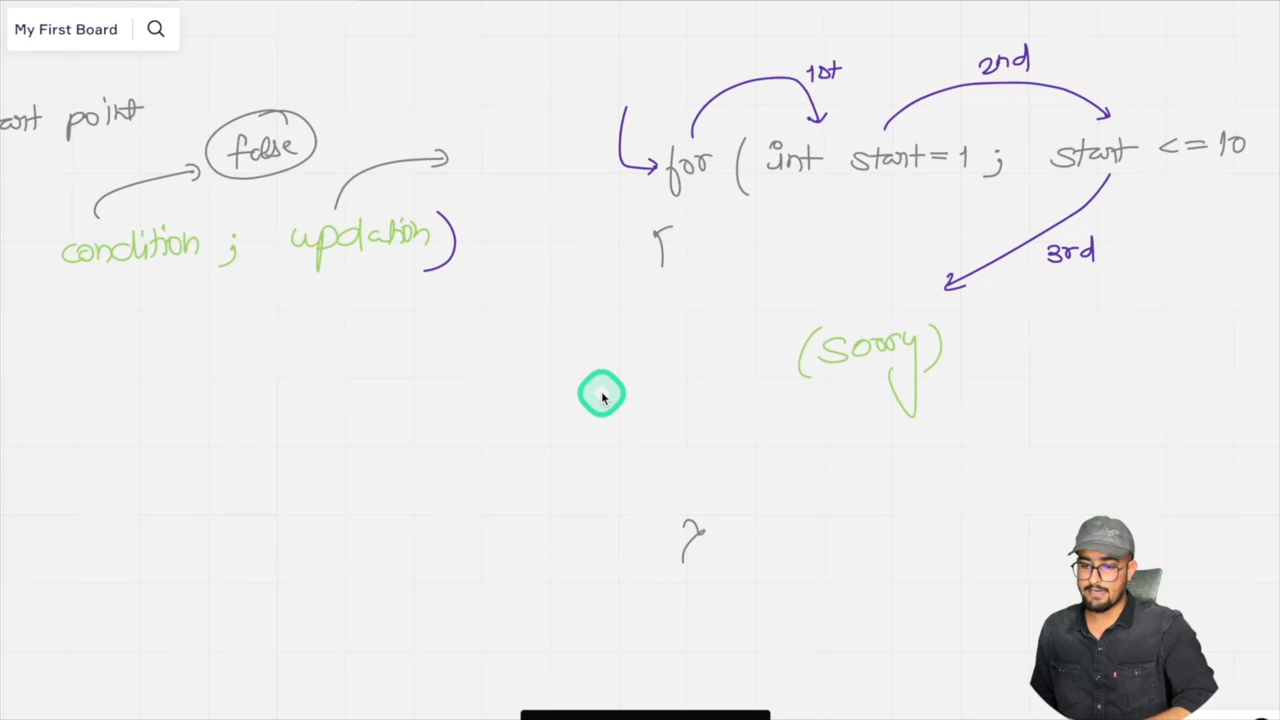 My First Board
art point
false
condition ; updation)
1st
2nd
for ( int start = 1 ; start <= 10
3rd
{
(sorry)
}